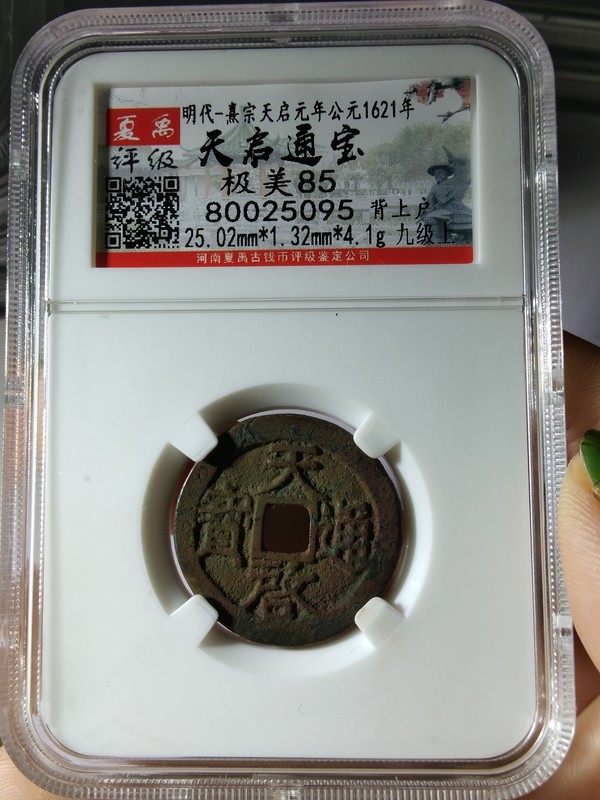 夏禹
评级
明代-熹宗天启元年公元1621年
天启通宝
极美85
80025095 背上户
25.02mm*1.32mm*4.1g 九级上
河南夏禹古钱币评级鉴定公司
天
啓
通
寳